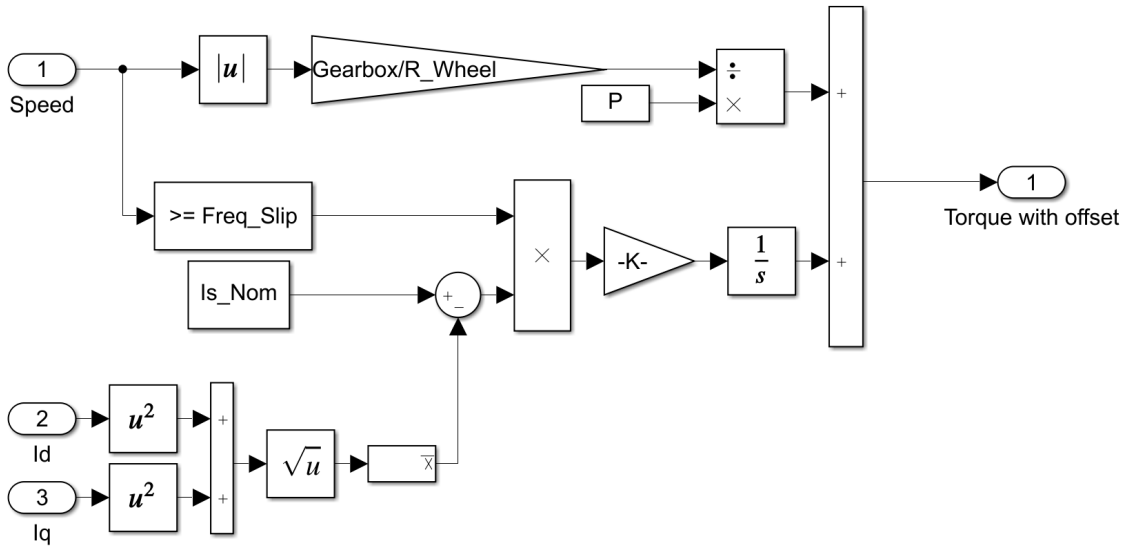 1
Speed
|u|
Gearbox/R_Wheel
P
÷
×
+
+
1
Torque with offset
>= Freq_Slip
Is_Nom
+
−
×
-K-
1
s
2
Id
u²
3
Iq
u²
+
+
√u
x̄